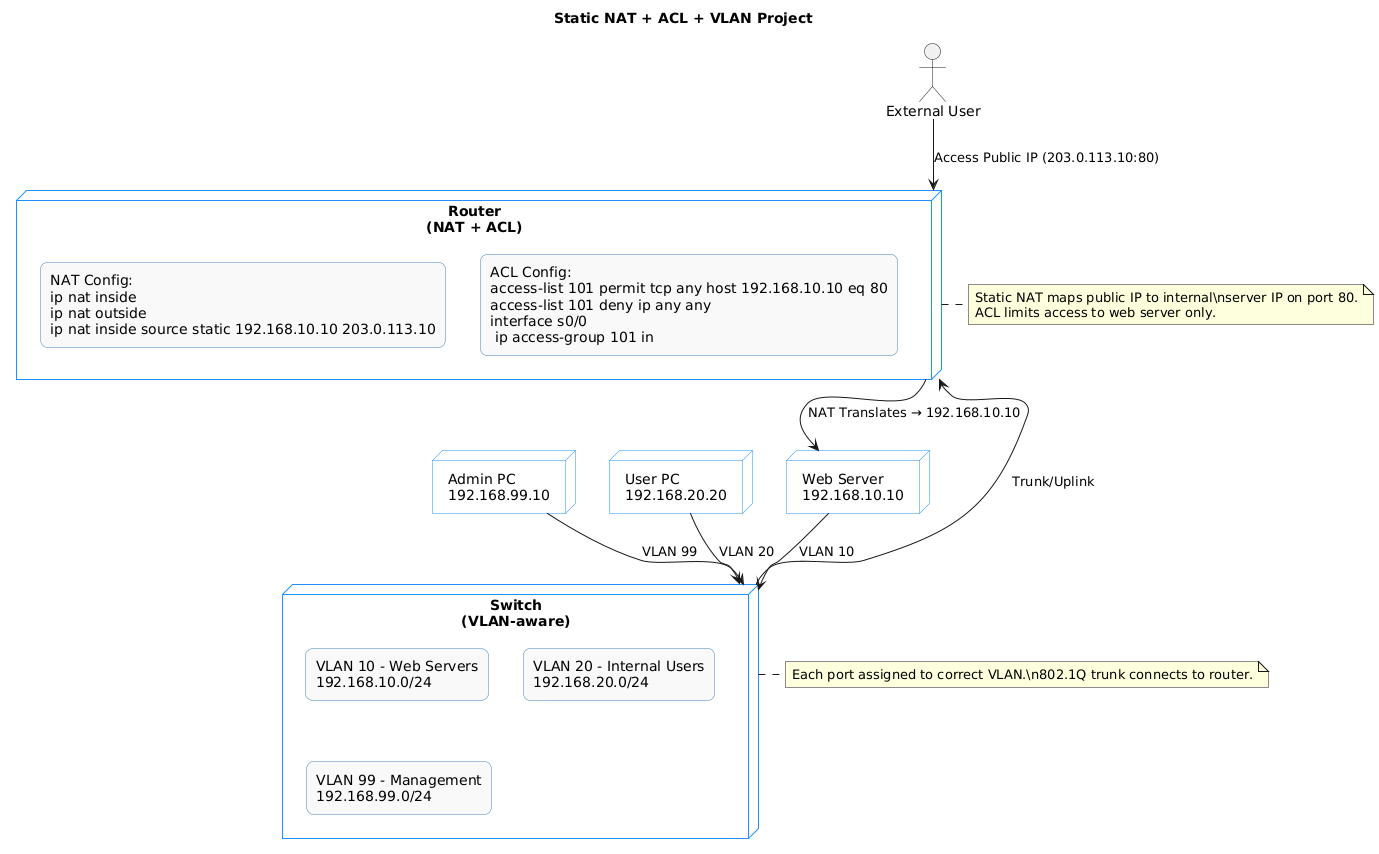 Static NAT + ACL + VLAN Project
External User
Access Public IP (203.0.113.10:80)
Router
(NAT + ACL)
NAT Config:
ip nat inside
ip nat outside
ip nat inside source static 192.168.10.10 203.0.113.10
ACL Config:
access-list 101 permit tcp any host 192.168.10.10 eq 80
access-list 101 deny ip any any
interface s0/0
 ip access-group 101 in
Static NAT maps public IP to internal\nserver IP on port 80.
ACL limits access to web server only.
NAT Translates → 192.168.10.10
Trunk/Uplink
Admin PC
192.168.99.10
User PC
192.168.20.20
Web Server
192.168.10.10
VLAN 99
VLAN 20
VLAN 10
Switch
(VLAN-aware)
VLAN 10 - Web Servers
192.168.10.0/24
VLAN 20 - Internal Users
192.168.20.0/24
VLAN 99 - Management
192.168.99.0/24
Each port assigned to correct VLAN.\n802.1Q trunk connects to router.